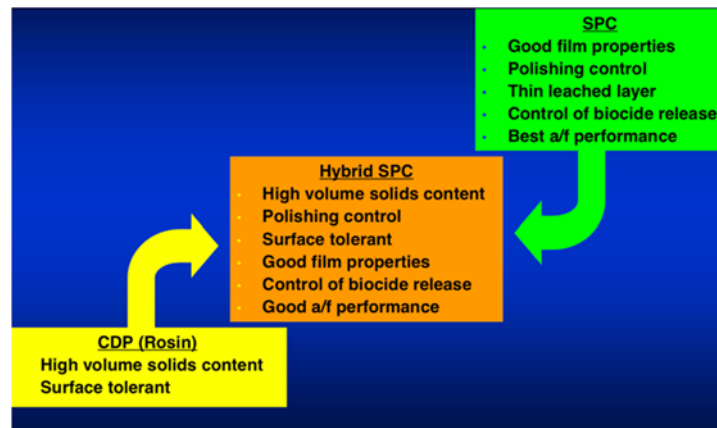 SPC
Good film properties
Polishing control
Thin leached layer
Control of biocide release
Best a/f performance
Hybrid SPC
High volume solids content
Polishing control
Surface tolerant
Good film properties
Control of biocide release
Good a/f performance
CDP (Rosin)
High volume solids content
Surface tolerant